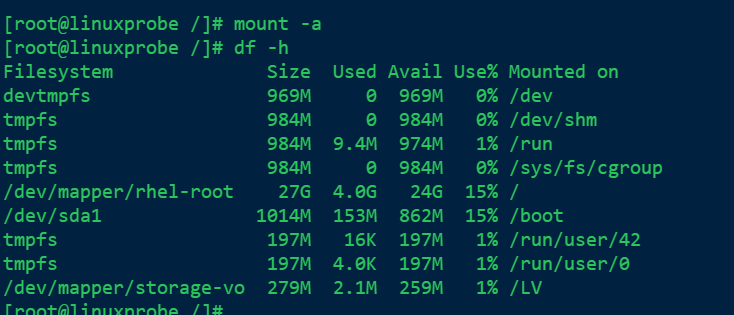 [root@linuxprobe /]# mount -a
[root@linuxprobe /]# df -h
Filesystem              Size  Used Avail Use% Mounted on
devtmpfs                969M     0  969M   0% /dev
tmpfs                   984M     0  984M   0% /dev/shm
tmpfs                   984M  9.4M  974M   1% /run
tmpfs                   984M     0  984M   0% /sys/fs/cgroup
/dev/mapper/rhel-root    27G  4.0G   24G  15% /
/dev/sda1              1014M  153M  862M  15% /boot
tmpfs                   197M   16K  197M   1% /run/user/42
tmpfs                   197M  4.0K  197M   1% /run/user/0
/dev/mapper/storage-vo  279M  2.1M  259M   1% /LV
[root@linuxprobe /]#